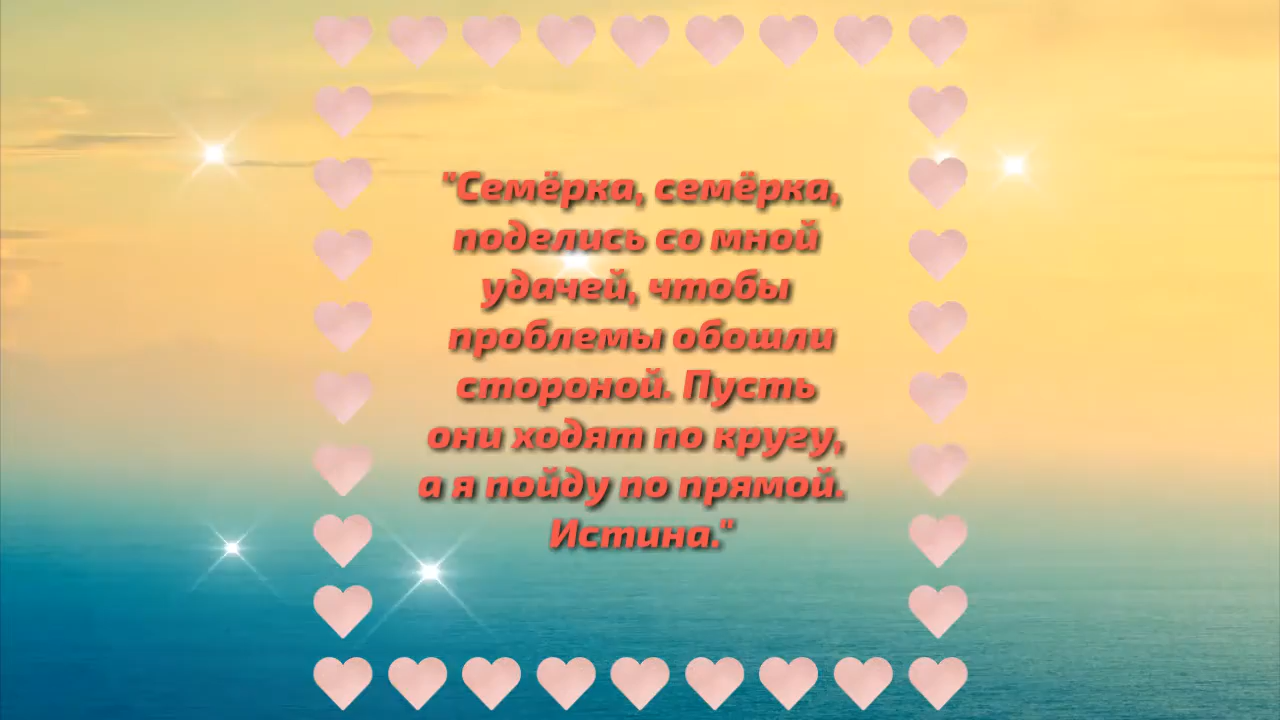 "Семёрка, семёрка,
поделись со мной
удачей, чтобы
проблемы обошли
стороной. Пусть
они ходят по кругу,
а я пойду по прямой.
Истина."